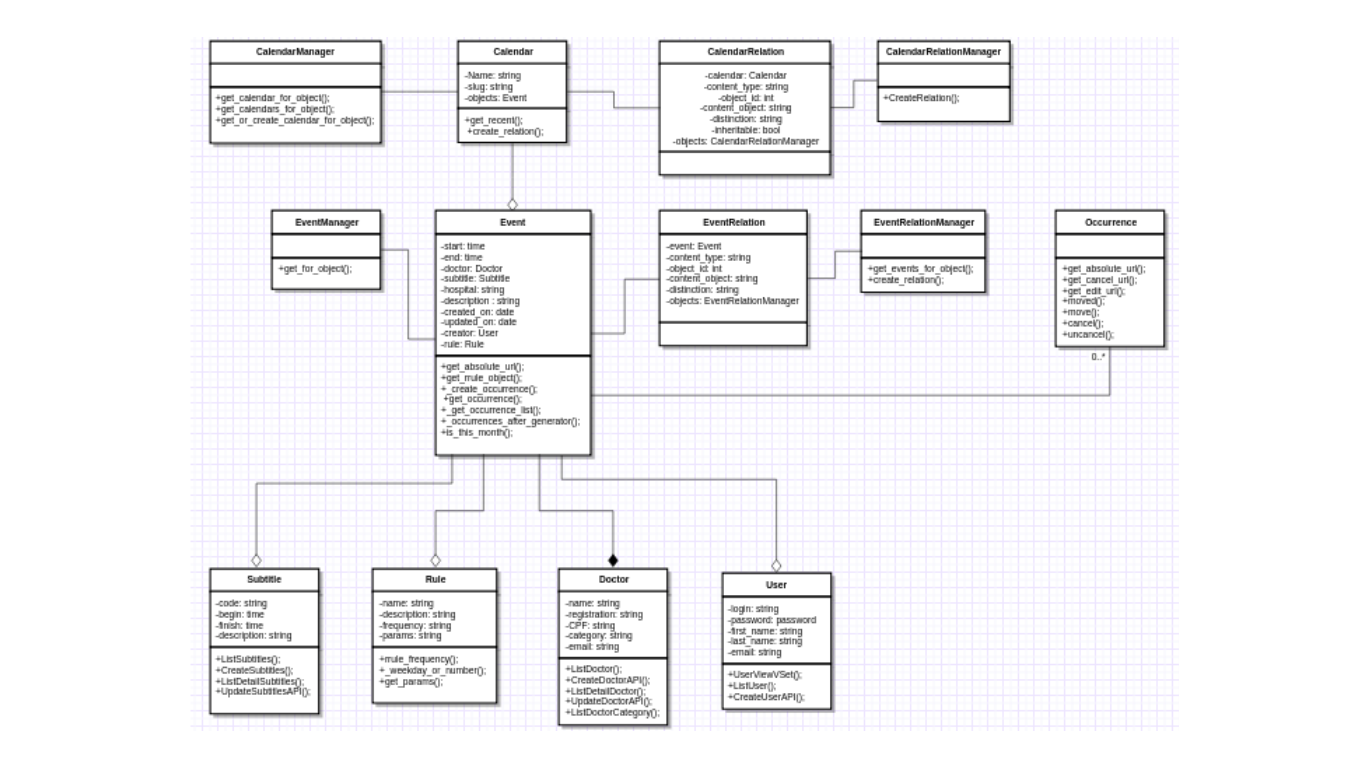 CalendarManager
+get_calendar_for_object();
+get_calendars_for_object();
+get_or_create_calendar_for_object();
Calendar
-Name: string
-slug: string
-objects: Event
+get_recent();
+create_relation();
CalendarRelation
-calendar: Calendar
-content_type: string
-object_id: int
-content_object: string
-distinction: string
-inheritable: bool
-objects: CalendarRelationManager
CalendarRelationManager
+CreateRelation();
EventManager
+get_for_object();
Event
-start: time
-end: time
-doctor: Doctor
-subtitle: Subtitle
-hospital: string
-description : string
-created_on: date
-updated_on: date
-creator: User
-rule: Rule
+get_absolute_url();
+get_rrule_object();
+_create_occurrence();
+get_occurrence();
+_get_occurrence_list();
+_occurrences_after_generator();
+is_this_month();
EventRelation
-event: Event
-content_type: string
-object_id: int
-content_object: string
-distinction: string
-objects: EventRelationManager
EventRelationManager
+get_events_for_object();
+create_relation();
Occurrence
+get_absolute_url();
+get_cancel_url();
+get_edit_url();
+moved();
+move();
+cancel();
+uncancel();
0..*
Subtitle
-code: string
-begin: time
-finish: time
-description: string
+ListSubtitles();
+CreateSubtitles();
+ListDetailSubtitles();
+UpdateSubtitlesAPI();
Rule
-name: string
-description: string
-frequency: string
-params: string
+rrule_frequency();
+_weekday_or_number();
+get_params();
Doctor
-name: string
-registration: string
-CPF: string
-category: string
-email: string
+ListDoctor();
+CreateDoctorAPI();
+ListDetailDoctor();
+UpdateDoctorAPI();
+ListDoctorCategory();
User
-login: string
-password: password
-first_name: string
-last_name: string
-email: string
+UserViewVSet();
+ListUser();
+CreateUserAPI();